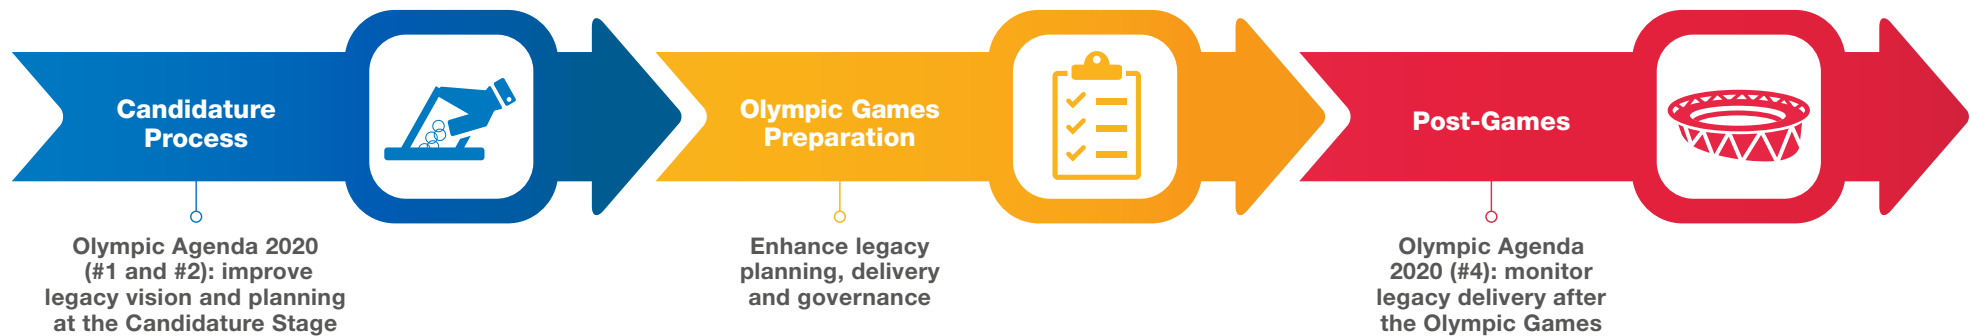 Candidature
Process
Olympic Agenda 2020
(#1 and #2): improve
legacy vision and planning
at the Candidature Stage
Olympic Games
Preparation
Enhance legacy
planning, delivery
and governance
Post-Games
Olympic Agenda
2020 (#4): monitor
legacy delivery after
the Olympic Games